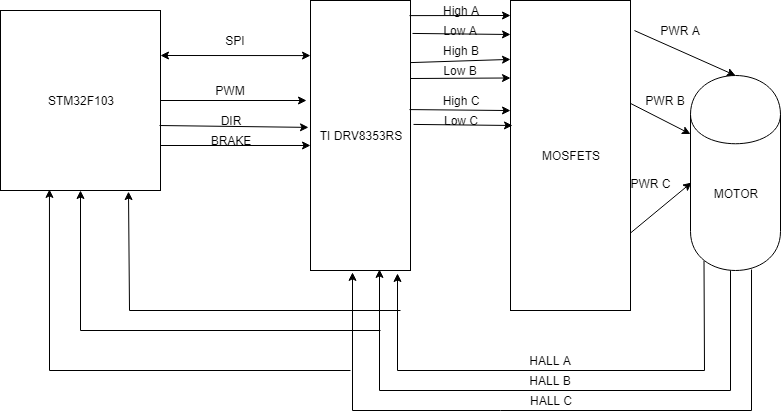 High A
Low A
PWR A
SPI
High B
Low B
PWM
STM32F103
PWR B
High C
DIR
Low C
TI DRV8353RS
BRAKE
MOSFETS
PWR C
MOTOR
HALL A
HALL B
HALL C